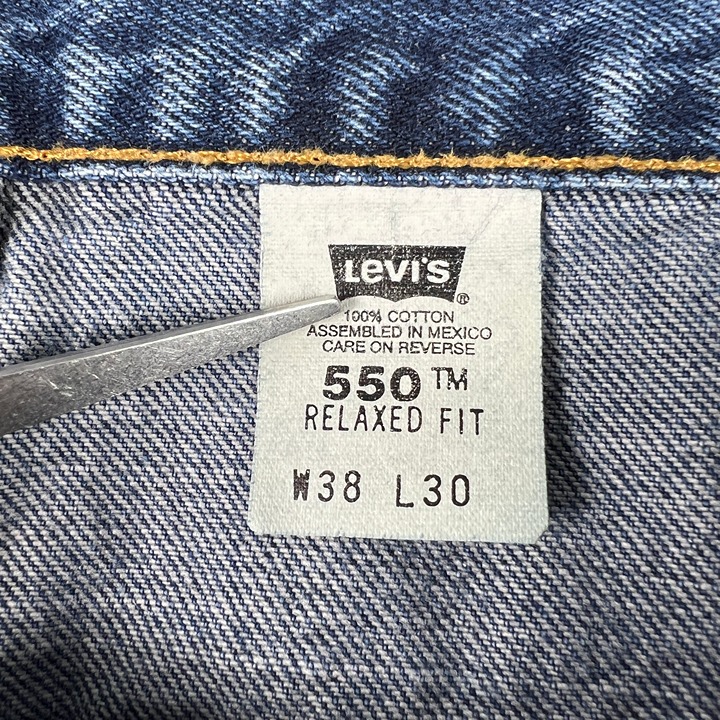 Levi's ®
100% COTTON
ASSEMBLED IN MEXICO
CARE ON REVERSE
550™
RELAXED FIT
W38 L30